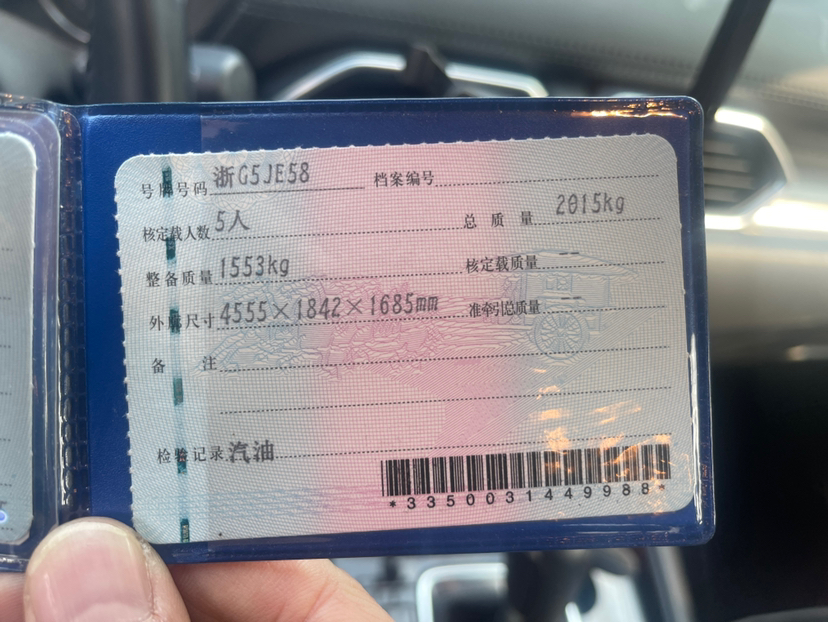 号牌号码 浙G5JE58 档案编号
核定载人数 5人 总质量 2015kg
整备质量 1553kg 核定载质量 --
外廓尺寸 4555×1842×1685mm 准牵引总质量 --
备注
检验记录 汽油
*3350031449988*